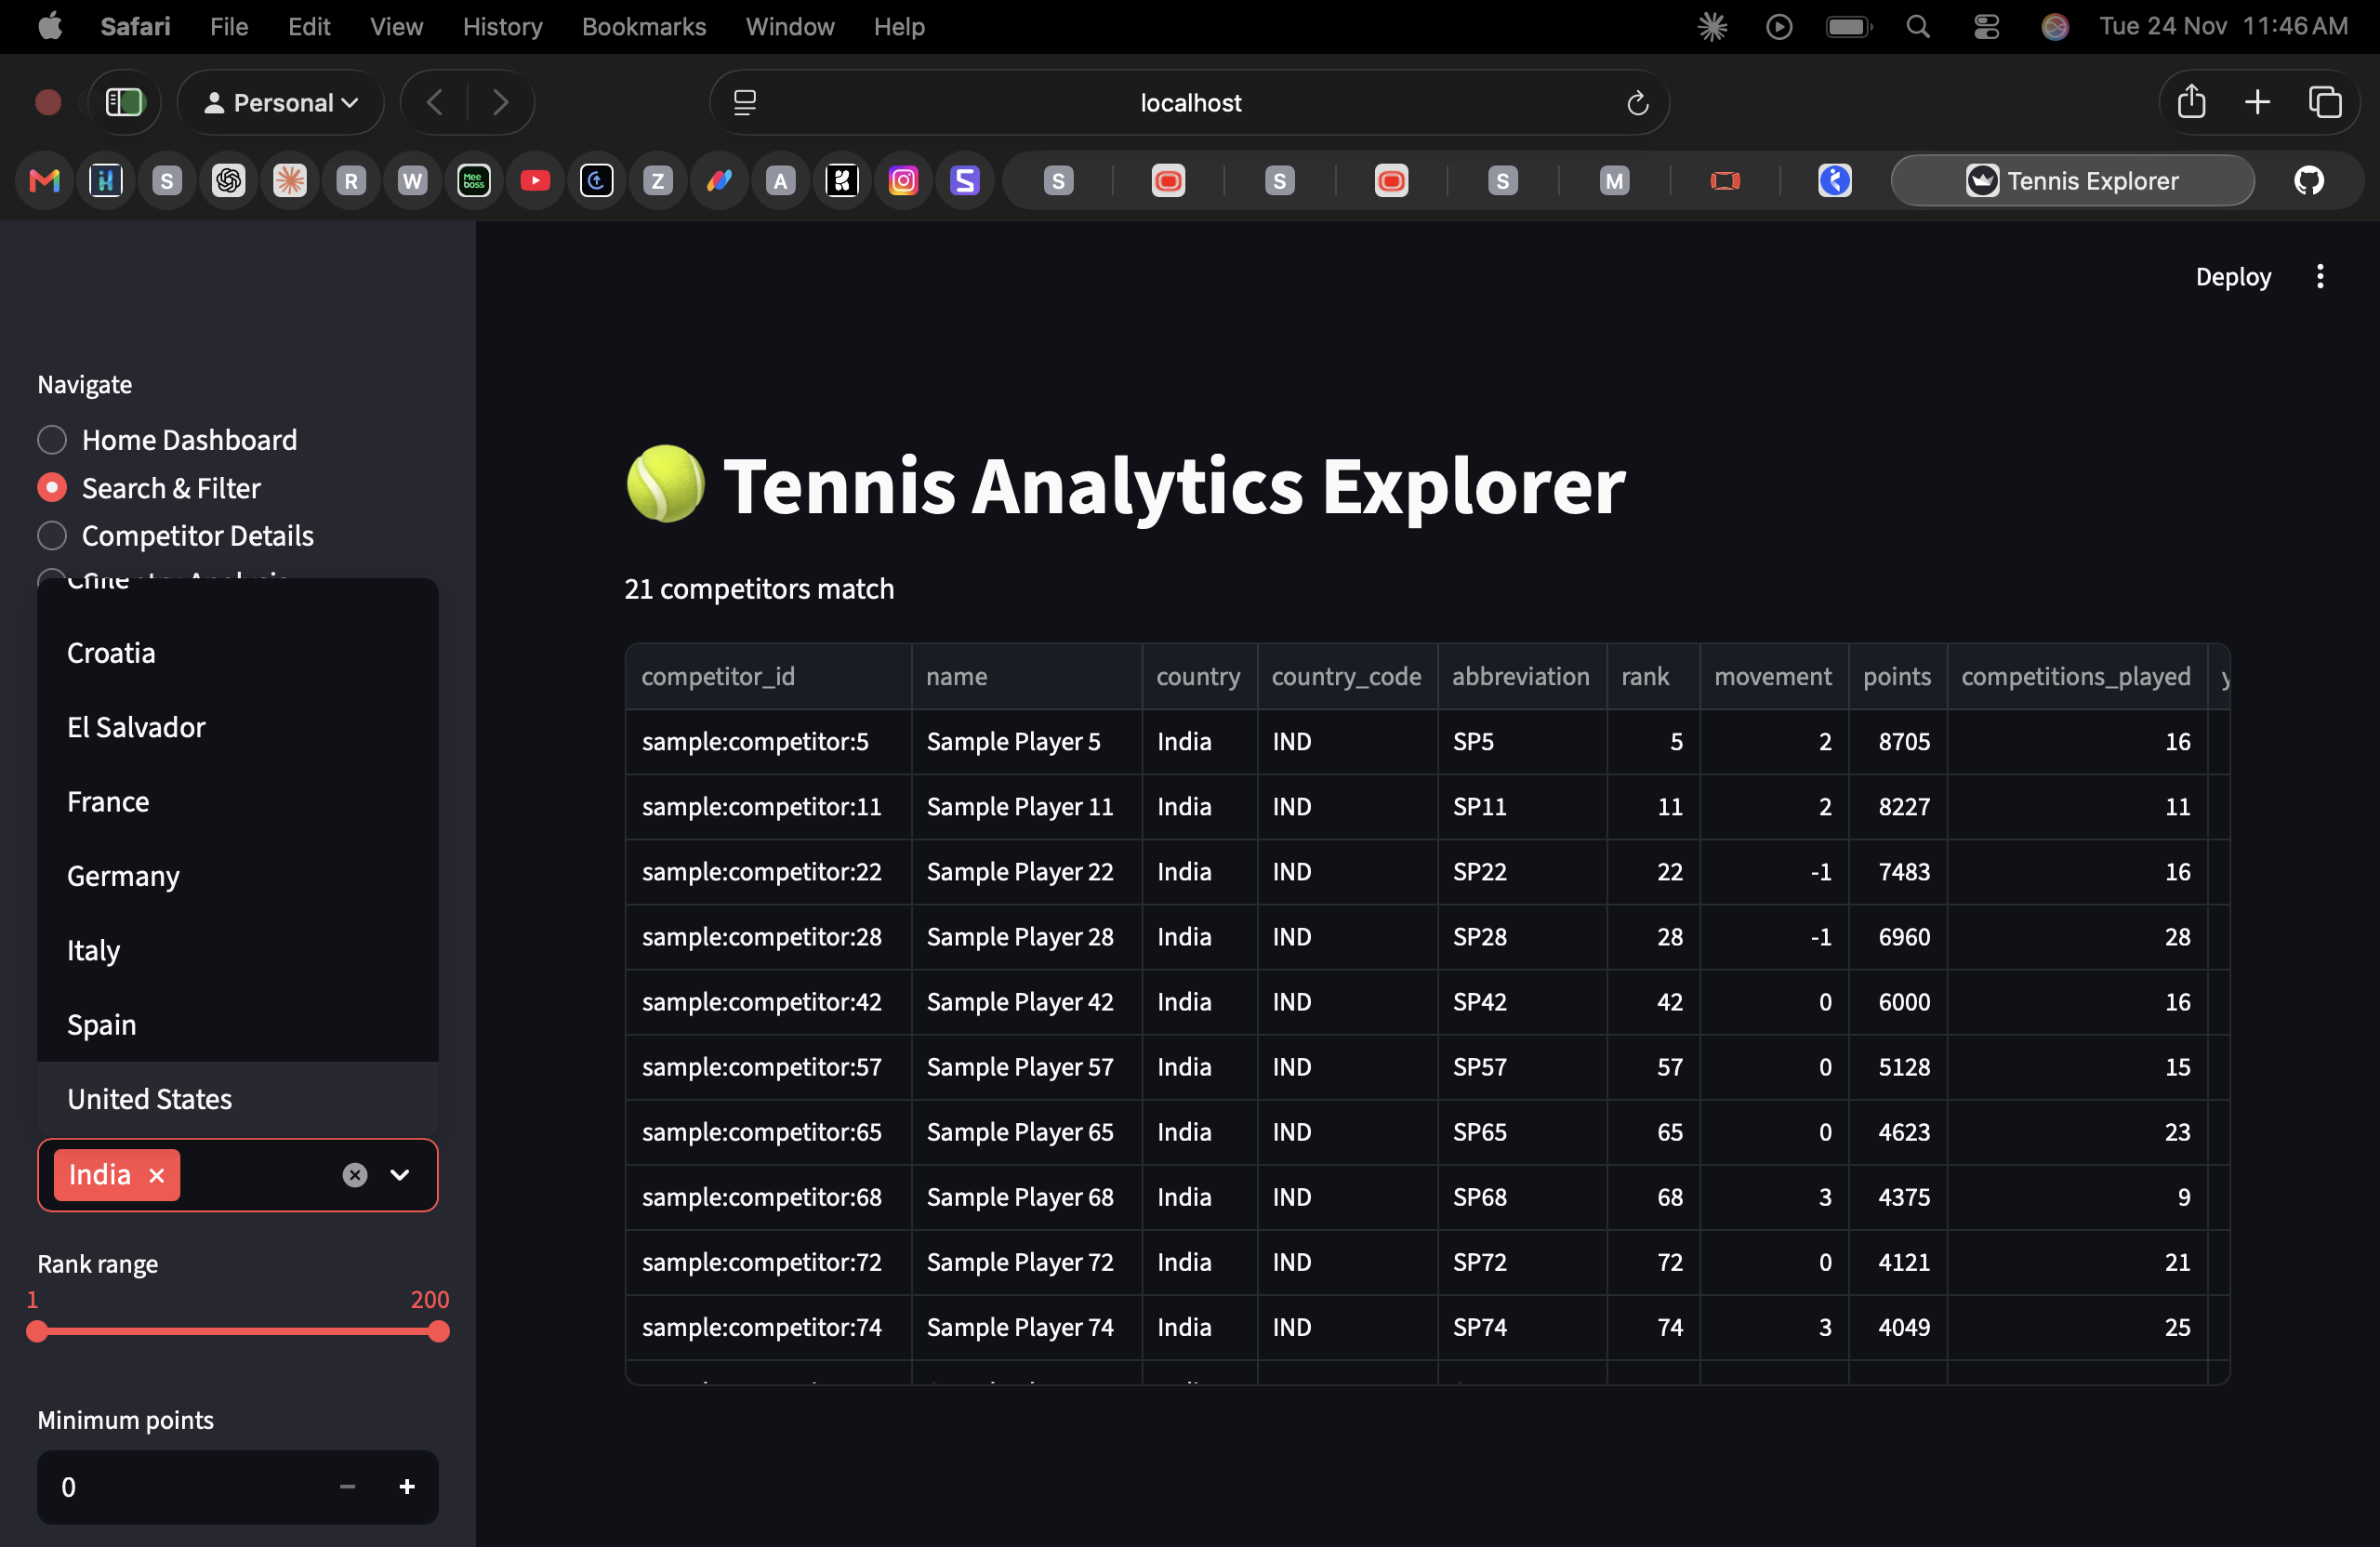 Safari File Edit View History Bookmarks Window Help Tue 24 Nov 11:46 AM
Personal localhost
S R W Mee boss Z A S S S M Tennis Explorer
Deploy
Navigate
Home Dashboard
Search & Filter
Competitor Details
Chile
Croatia
El Salvador
France
Germany
Italy
Spain
United States
India
Rank range
1 200
Minimum points
0
Tennis Analytics Explorer
21 competitors match
competitor_id name country country_code abbreviation rank movement points competitions_played
sample:competitor:5 Sample Player 5 India IND SP5 5 2 8705 16
sample:competitor:11 Sample Player 11 India IND SP11 11 2 8227 11
sample:competitor:22 Sample Player 22 India IND SP22 22 -1 7483 16
sample:competitor:28 Sample Player 28 India IND SP28 28 -1 6960 28
sample:competitor:42 Sample Player 42 India IND SP42 42 0 6000 16
sample:competitor:57 Sample Player 57 India IND SP57 57 0 5128 15
sample:competitor:65 Sample Player 65 India IND SP65 65 0 4623 23
sample:competitor:68 Sample Player 68 India IND SP68 68 3 4375 9
sample:competitor:72 Sample Player 72 India IND SP72 72 0 4121 21
sample:competitor:74 Sample Player 74 India IND SP74 74 3 4049 25